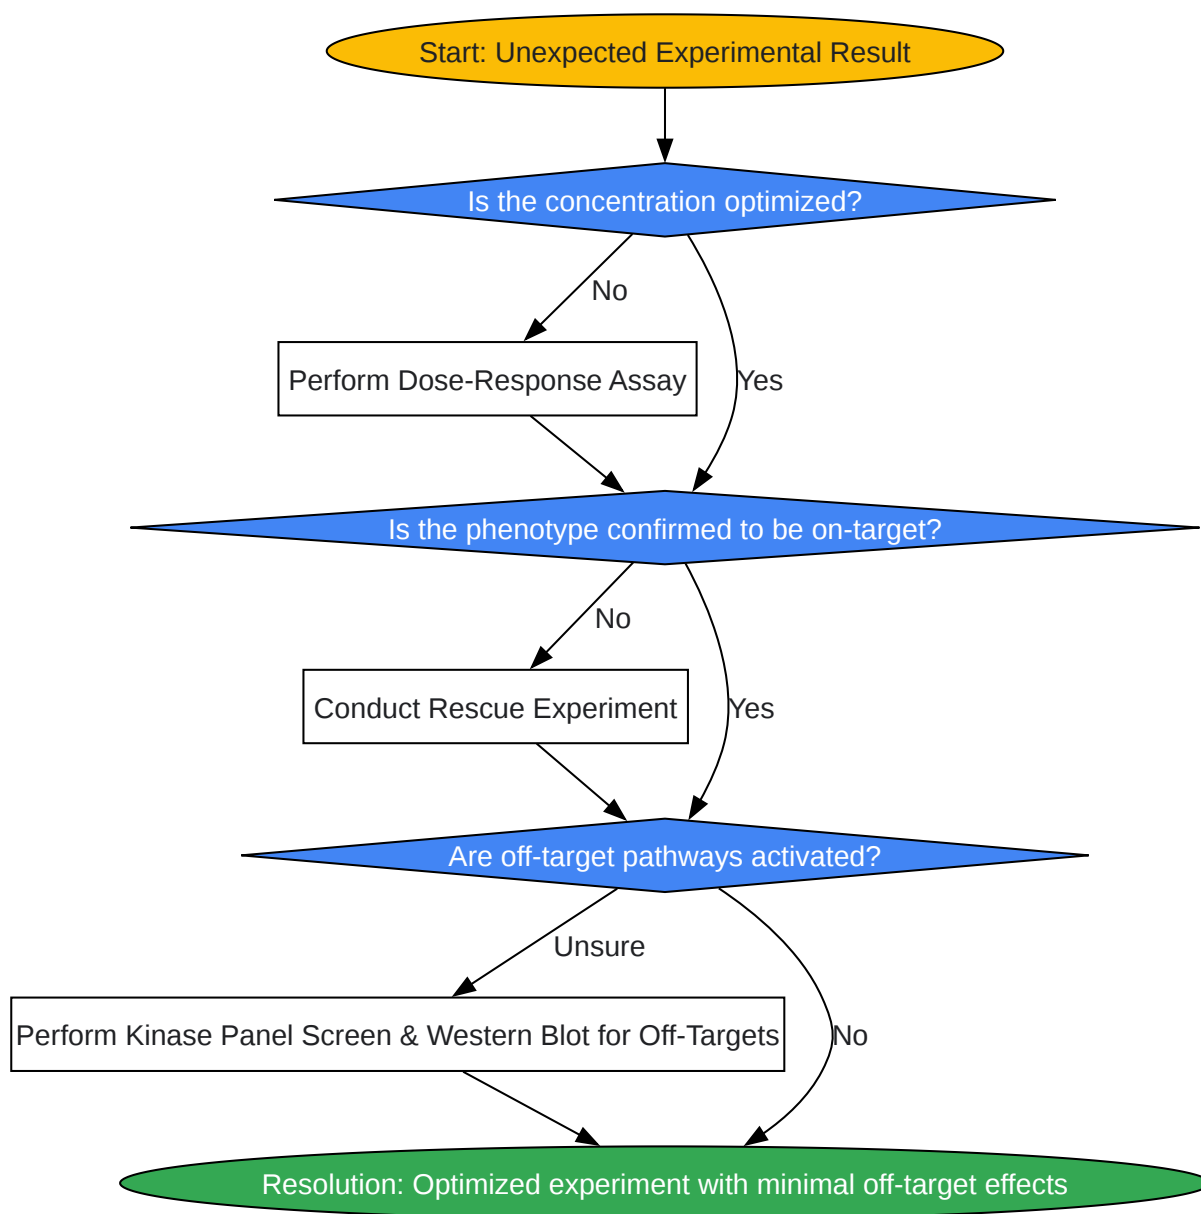 Start: Unexpected Experimental Result
Is the concentration optimized?
No
Perform Dose-Response Assay
Yes
Is the phenotype confirmed to be on-target?
No
Conduct Rescue Experiment
Yes
Are off-target pathways activated?
Unsure
Perform Kinase Panel Screen & Western Blot for Off-Targets
No
Resolution: Optimized experiment with minimal off-target effects